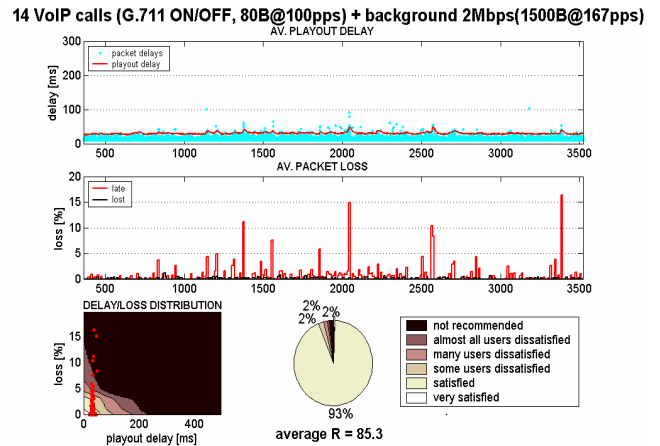 14 VoIP calls (G.711 ON/OFF, 80B@100pps) + background 2Mbps(1500B@167pps)
AV. PLAYOUT DELAY
300
200
100
0
delay [ms]
packet delays
playout delay
500 1000 1500 2000 2500 3000 3500
AV. PACKET LOSS
20
15
10
5
0
loss [%]
late
lost
500 1000 1500 2000 2500 3000 3500
DELAY/LOSS DISTRIBUTION
15
10
5
0
loss [%]
0 200 400
playout delay [ms]
2%
2%
2%
93%
average R = 85.3
not recommended
almost all users dissatisfied
many users dissatisfied
some users dissatisfied
satisfied
very satisfied